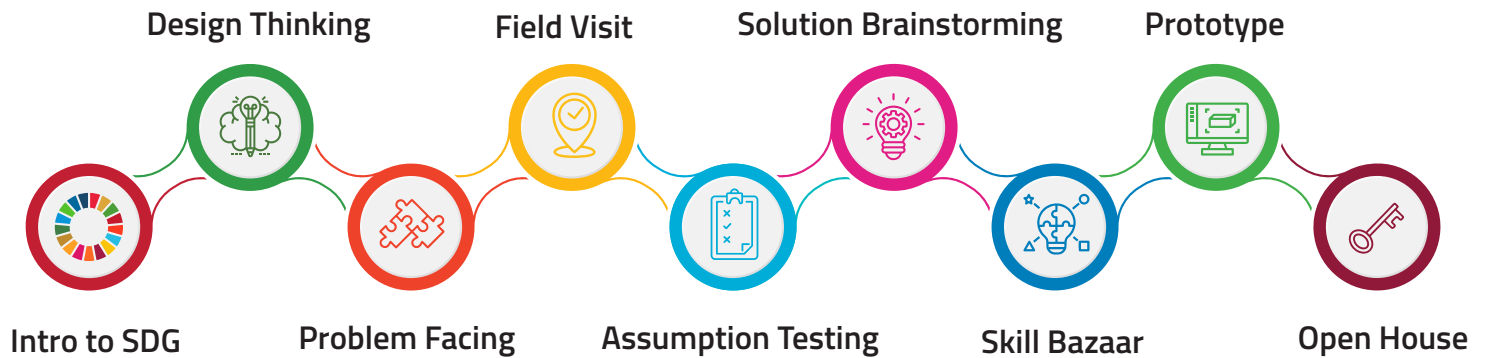 Design Thinking
Field Visit
Solution Brainstorming
Prototype
Intro to SDG
Problem Facing
Assumption Testing
Skill Bazaar
Open House